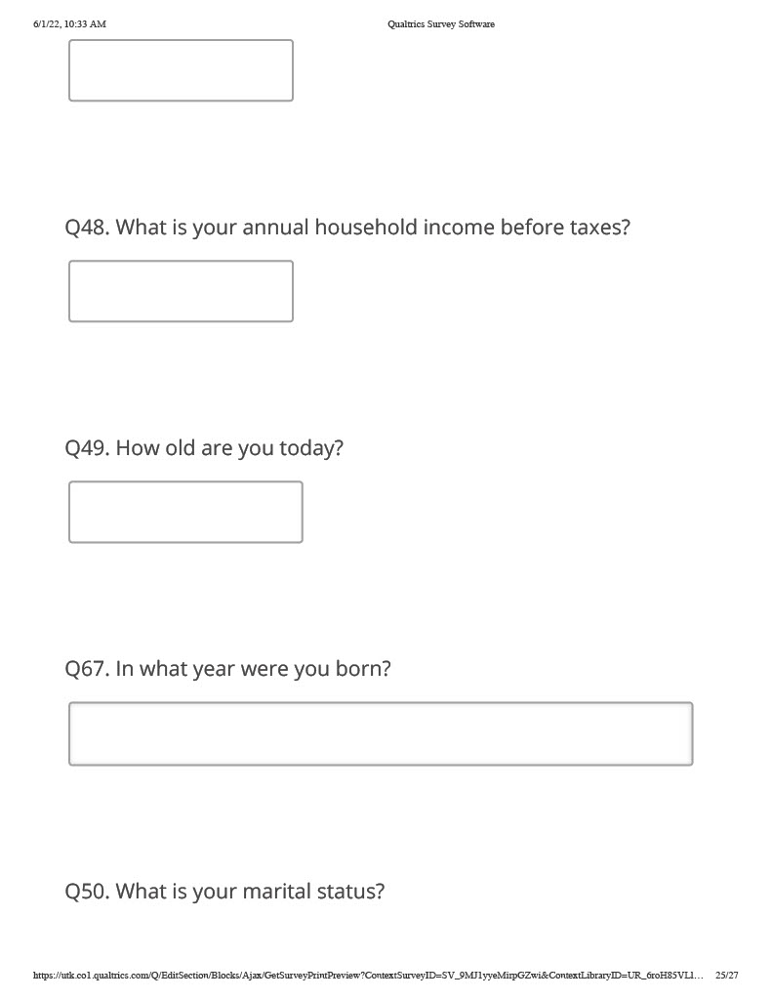 6/1/22, 10:33 AM
Qualtrics Survey Software
Q48. What is your annual household income before taxes?
Q49. How old are you today?
Q67. In what year were you born?
Q50. What is your marital status?
https://utk.co1.qualtrics.com/Q/EditSection/Blocks/Ajax/GetSurveyPrintPreview?ContextSurveyID=SV_9MJ1yyeMirpGZwi&ContextLibraryID=UR_6roH85VLl…
25/27